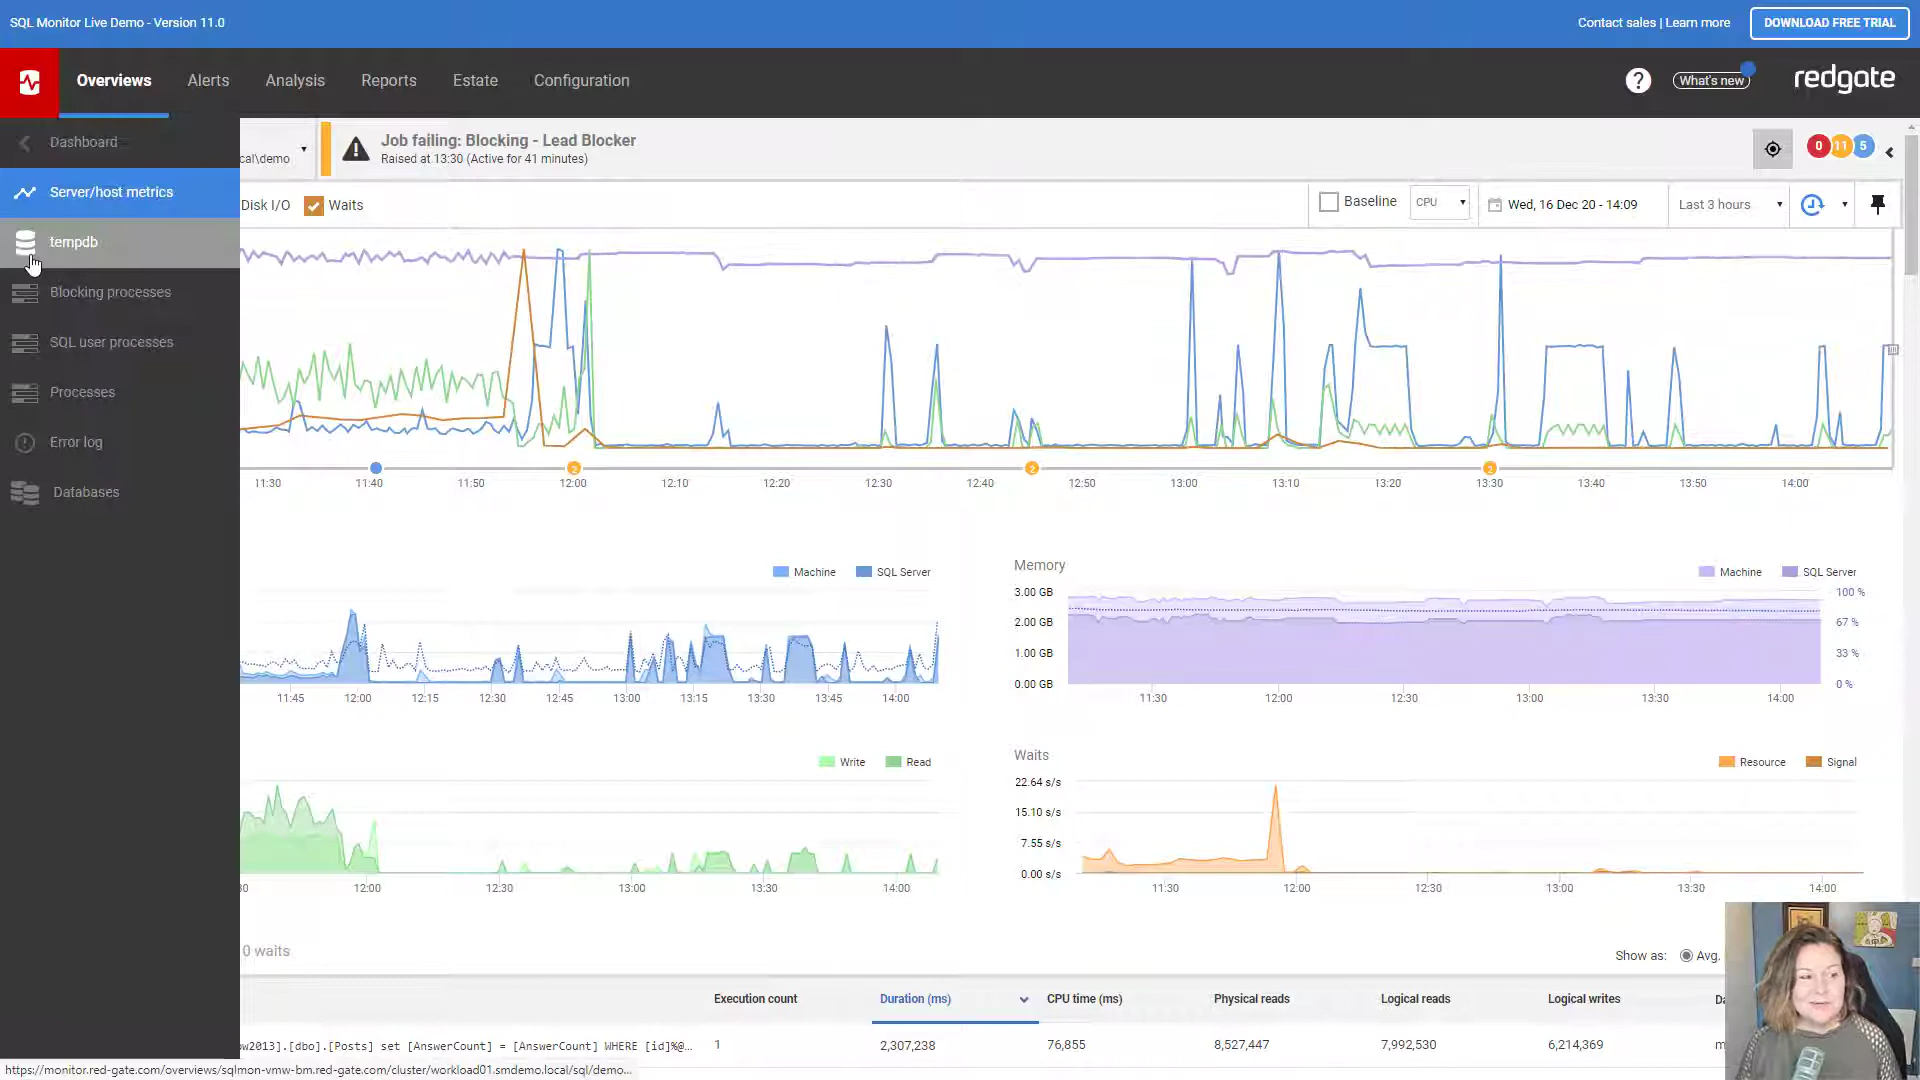 SQL Monitor Live Demo - Version 11.0
Contact sales | Learn more
DOWNLOAD FREE TRIAL
Overviews
Alerts
Analysis
Reports
Estate
Configuration
?
What's new
redgate
Dashboard
Server/host metrics
tempdb
Blocking processes
SQL user processes
Processes
Error log
Databases
cal\demo
Job failing: Blocking - Lead Blocker
Raised at 13:30 (Active for 41 minutes)
0 11 5
Disk I/O
Waits
Baseline
CPU
Wed, 16 Dec 20 - 14:09
Last 3 hours
2 2 2
11:30 11:40 11:50 12:00 12:10 12:20 12:30 12:40 12:50 13:00 13:10 13:20 13:30 13:40 13:50 14:00
Machine SQL Server
11:45 12:00 12:15 12:30 12:45 13:00 13:15 13:30 13:45 14:00
Memory
Machine SQL Server
3.00 GB 100 %
2.00 GB 67 %
1.00 GB 33 %
0.00 GB 0 %
11:30 12:00 12:30 13:00 13:30 14:00
Write Read
30 12:00 12:30 13:00 13:30 14:00
Waits
Resource Signal
22.64 s/s
15.10 s/s
7.55 s/s
0.00 s/s
11:30 12:00 12:30 13:00 13:30 14:00
0 waits
Show as: Avg.
Execution count Duration (ms) CPU time (ms) Physical reads Logical reads Logical writes Da
ow2013].[dbo].[Posts] set [AnswerCount] = [AnswerCount] WHERE [id]%@... 1 2,307,238 76,855 8,527,447 7,992,530 6,214,369 m
https://monitor.red-gate.com/overviews/sqlmon-vmw-bm.red-gate.com/cluster/workload01.smdemo.local/sql/demo...